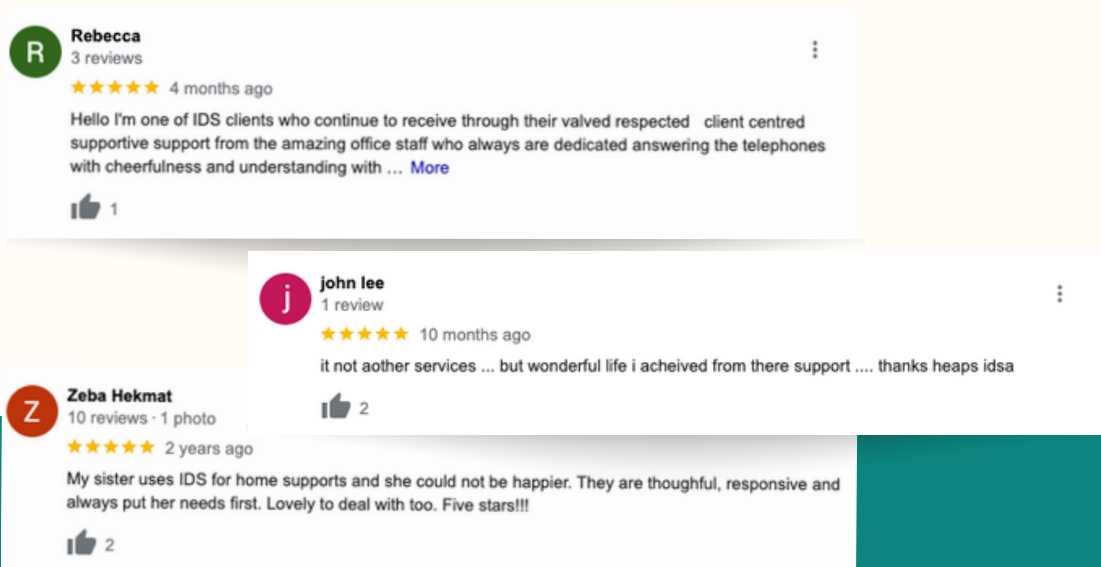 R
Rebecca
3 reviews
4 months ago
Hello I'm one of IDS clients who continue to receive through their valved respected client centred
supportive support from the amazing office staff who always are dedicated answering the telephones
with cheerfulness and understanding with ... More
1
j
john lee
1 review
10 months ago
it not aother services ... but wonderful life i acheived from there support .... thanks heaps idsa
2
Z
Zeba Hekmat
10 reviews · 1 photo
2 years ago
My sister uses IDS for home supports and she could not be happier. They are thoughful, responsive and
always put her needs first. Lovely to deal with too. Five stars!!!
2